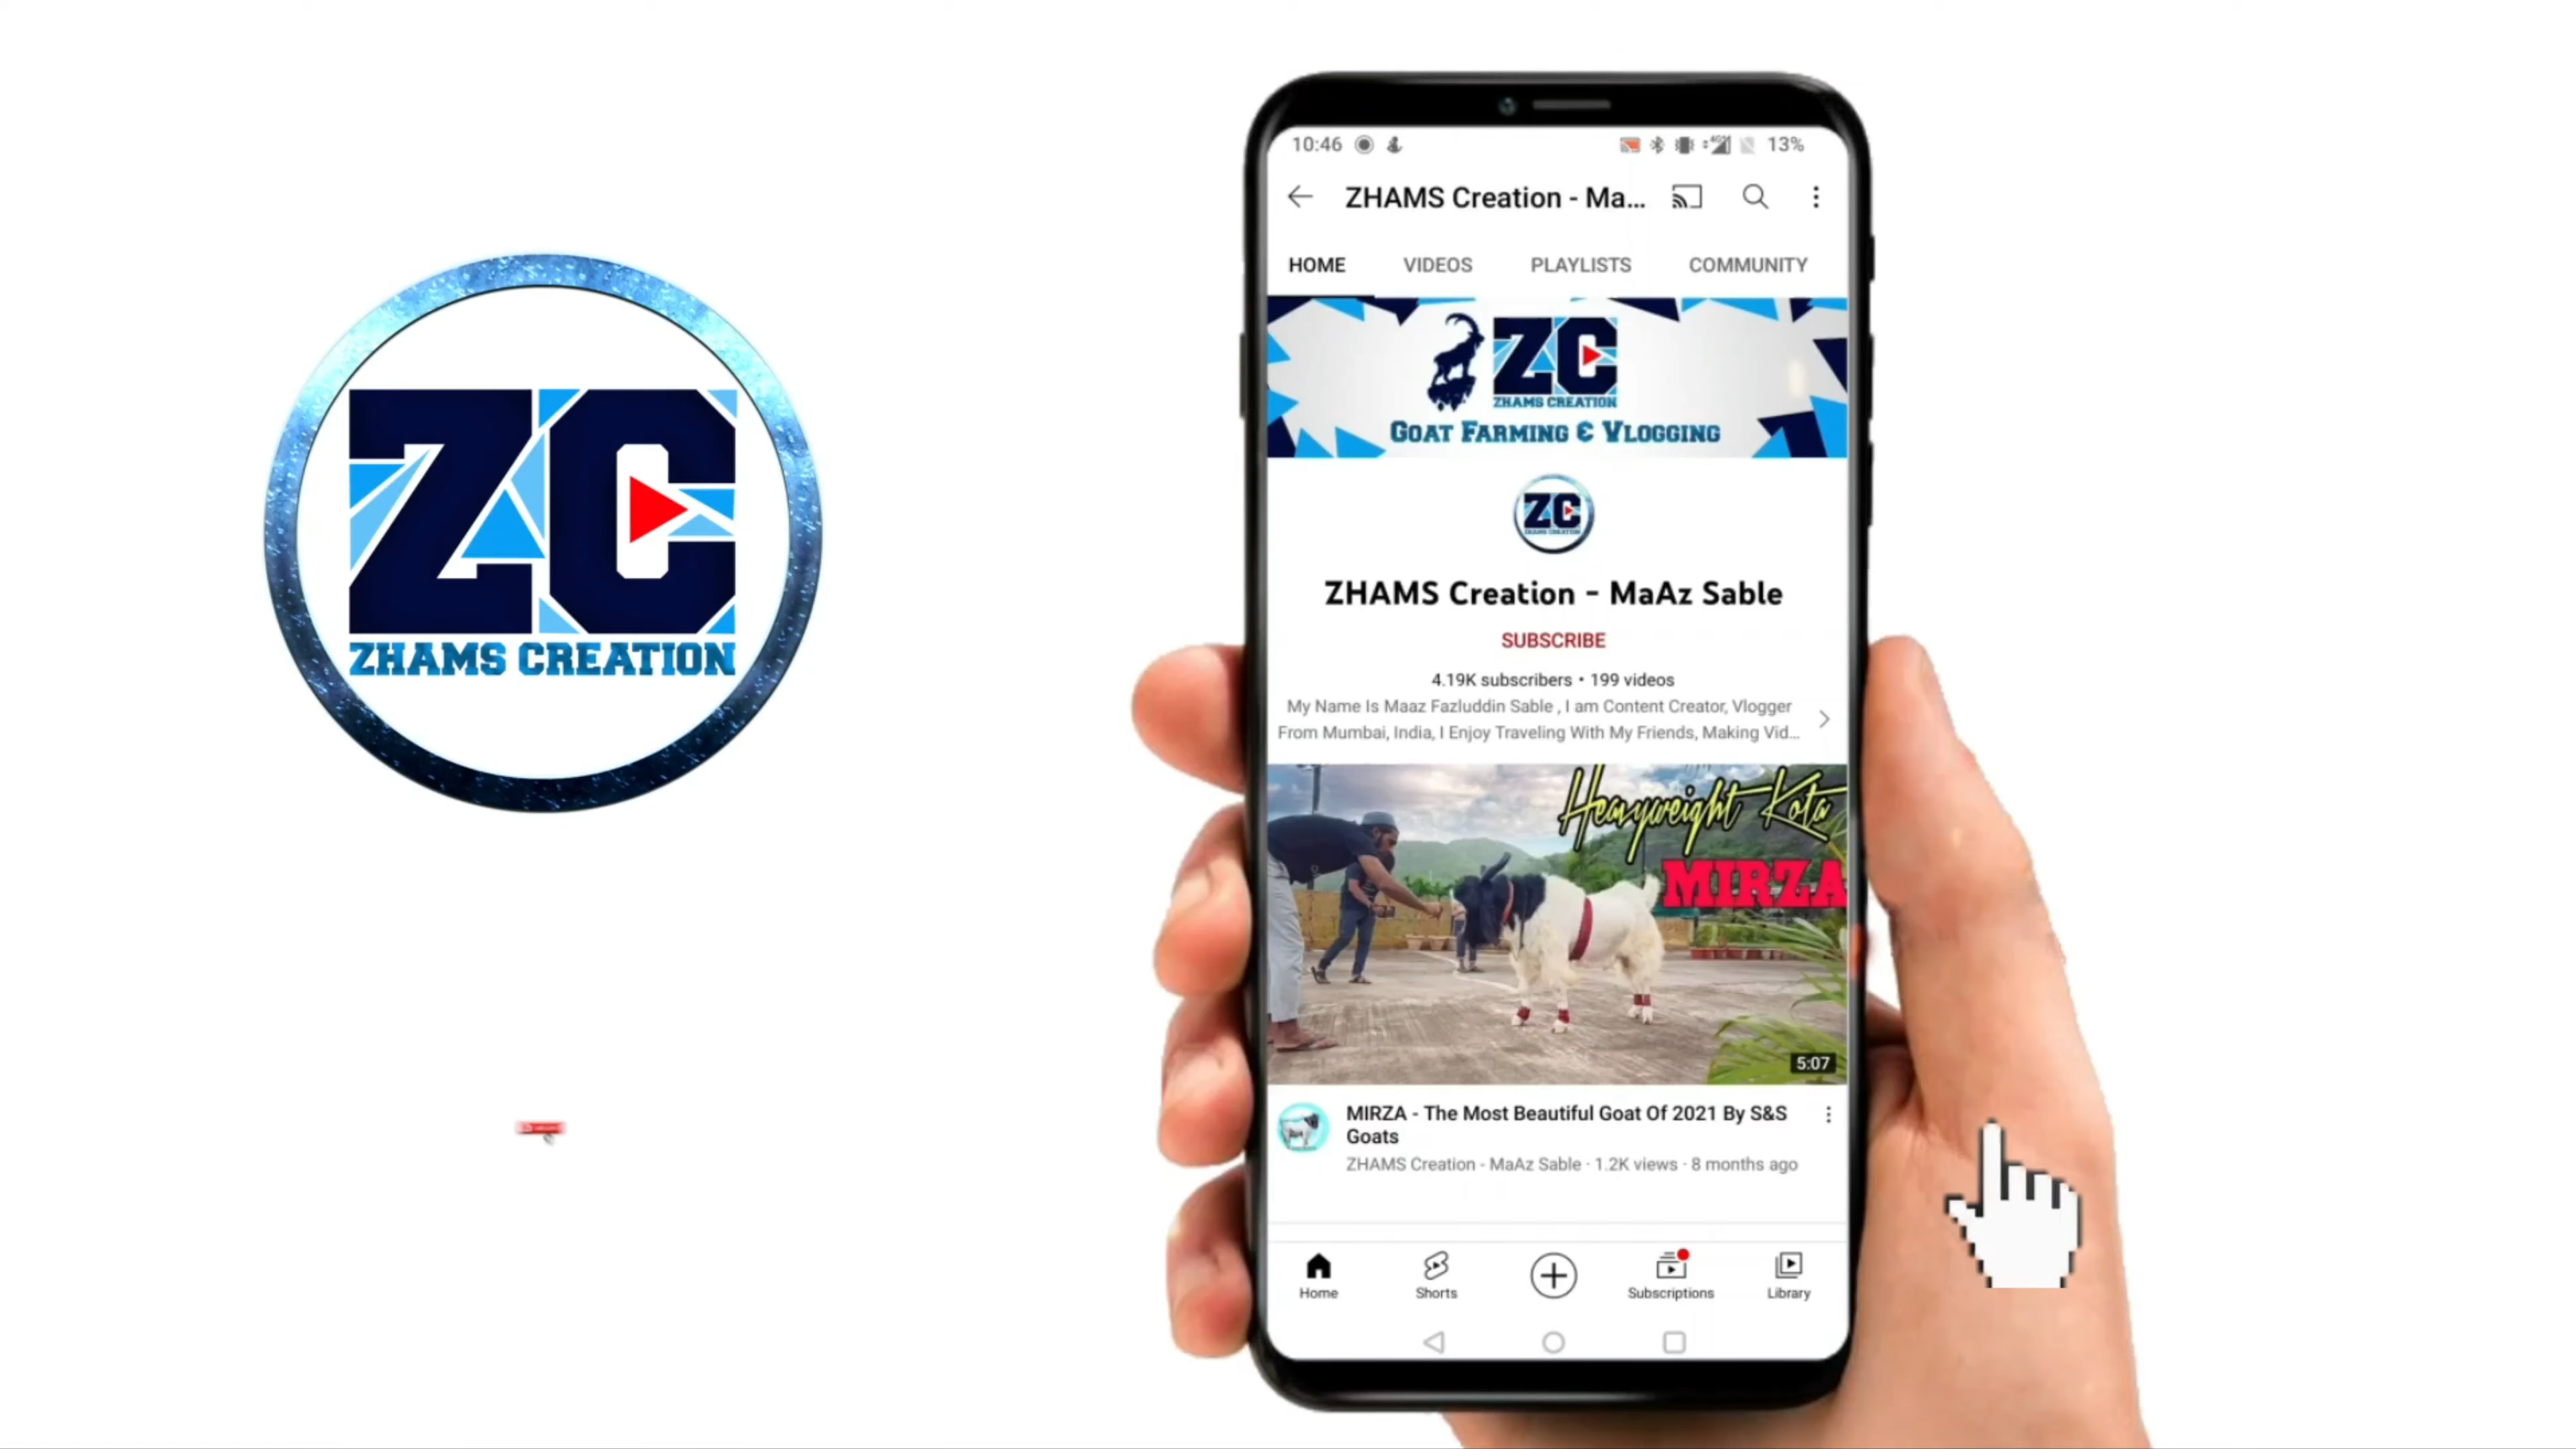 ZC
ZHAMS CREATION
10:46
13%
ZHAMS Creation - Ma...
HOME VIDEOS PLAYLISTS COMMUNITY
ZC
ZHAMS CREATION
GOAT FARMING & VLOGGING
ZC
ZHAMS CREATION
ZHAMS Creation - MaAz Sable
SUBSCRIBE
4.19K subscribers • 199 videos
My Name Is Maaz Fazluddin Sable , I am Content Creator, Vlogger
From Mumbai, India, I Enjoy Traveling With My Friends, Making Vid...
Heavyweight Kota
MIRZA
5:07
MIRZA - The Most Beautiful Goat Of 2021 By S&S
Goats
ZHAMS Creation - MaAz Sable · 1.2K views · 8 months ago
Home Shorts Subscriptions Library